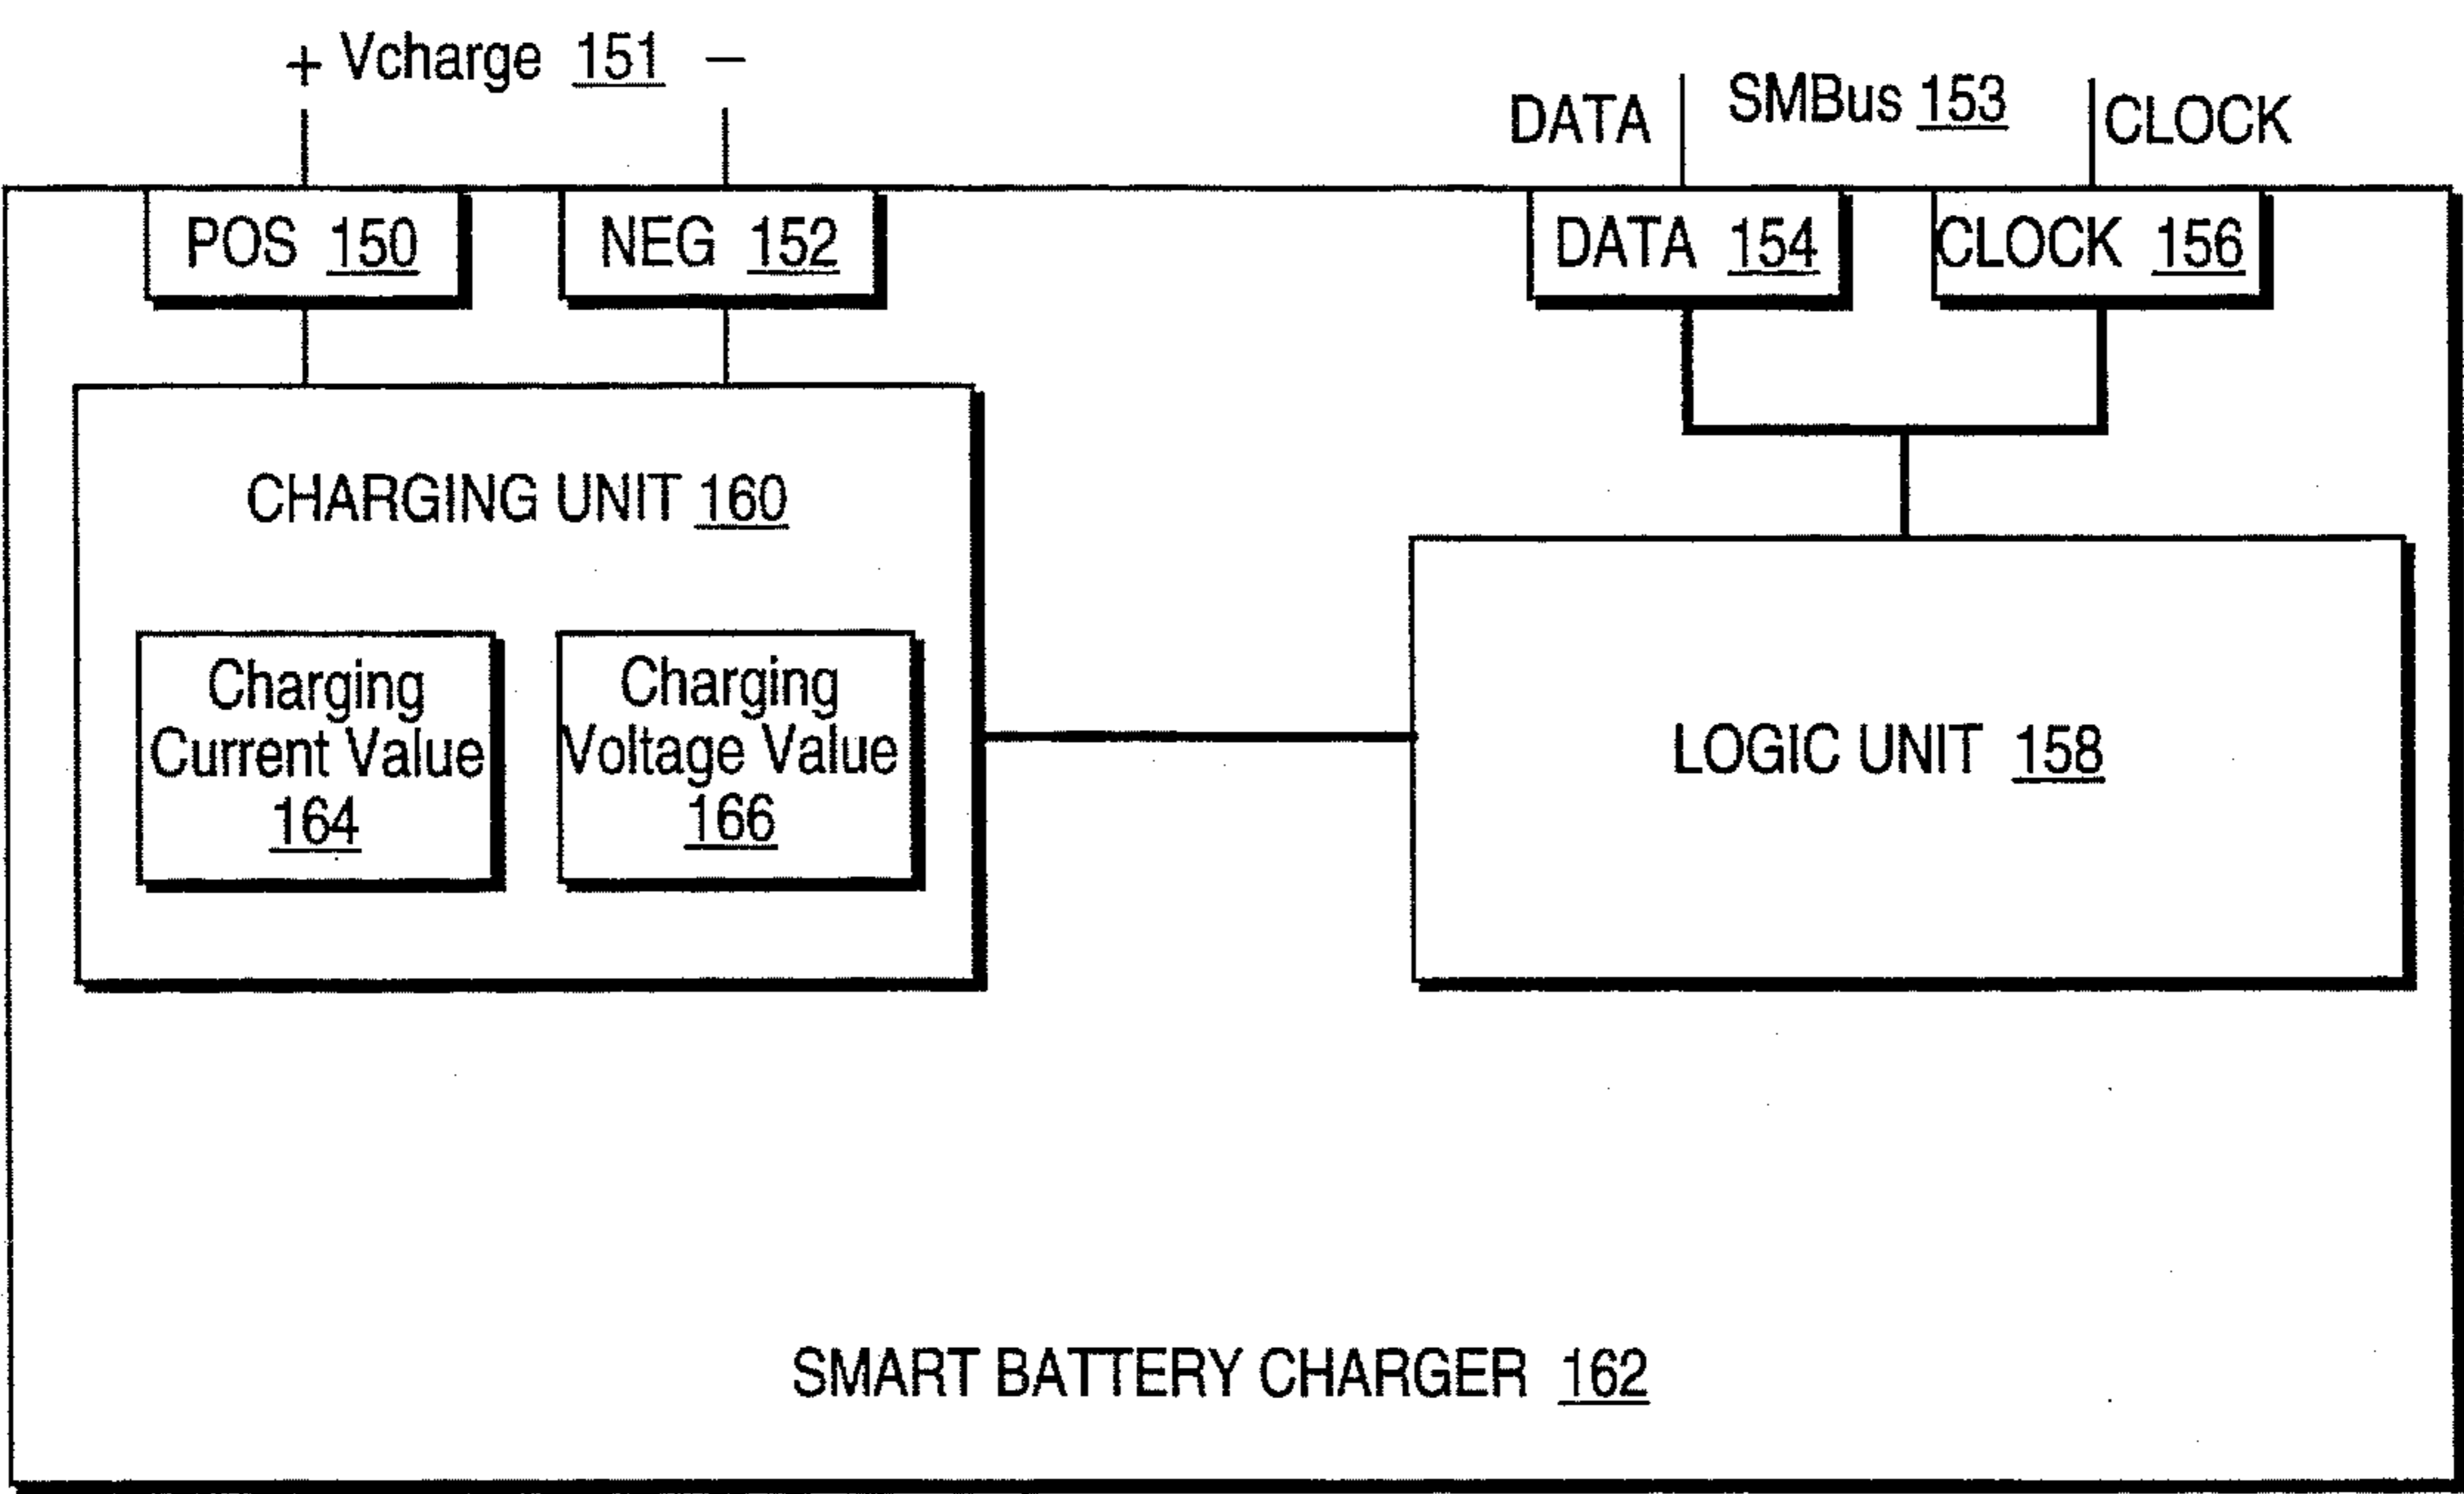 + Vcharge 151 −
DATA SMBus 153 CLOCK
POS 150 NEG 152 DATA 154 CLOCK 156
CHARGING UNIT 160
Charging
Current Value
164
Charging
Voltage Value
166
LOGIC UNIT 158
SMART BATTERY CHARGER 162